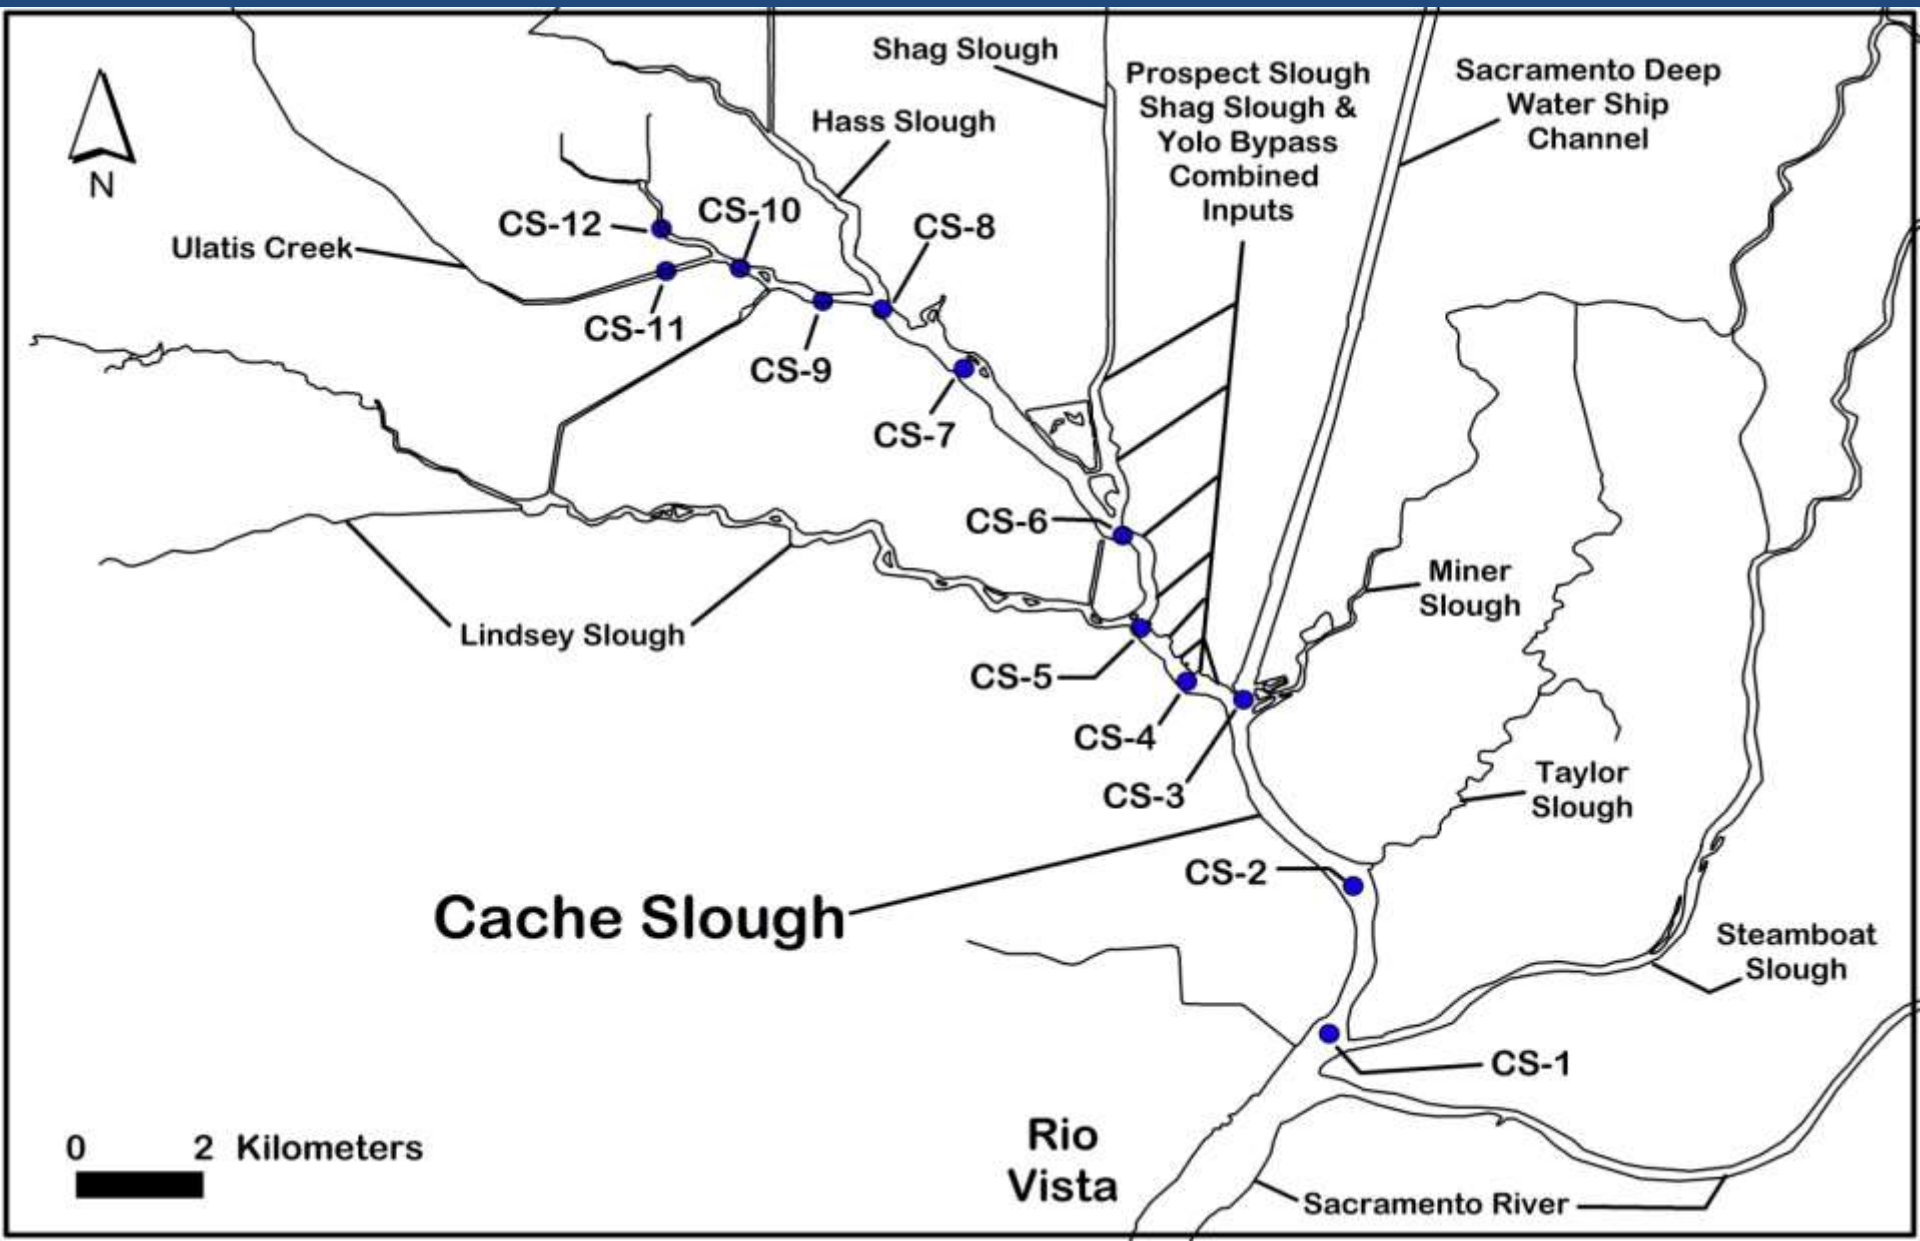 Shag Slough
Prospect Slough
Shag Slough &
Yolo Bypass
Combined
Inputs
Sacramento Deep
Water Ship
Channel
Hass Slough
N
CS-12
CS-10
CS-8
Ulatis Creek
CS-11
CS-9
CS-7
CS-6
Miner
Slough
Lindsey Slough
CS-5
CS-4
CS-3
Taylor
Slough
CS-2
Cache Slough
Steamboat
Slough
CS-1
Rio
Vista
0 2 Kilometers
Sacramento River